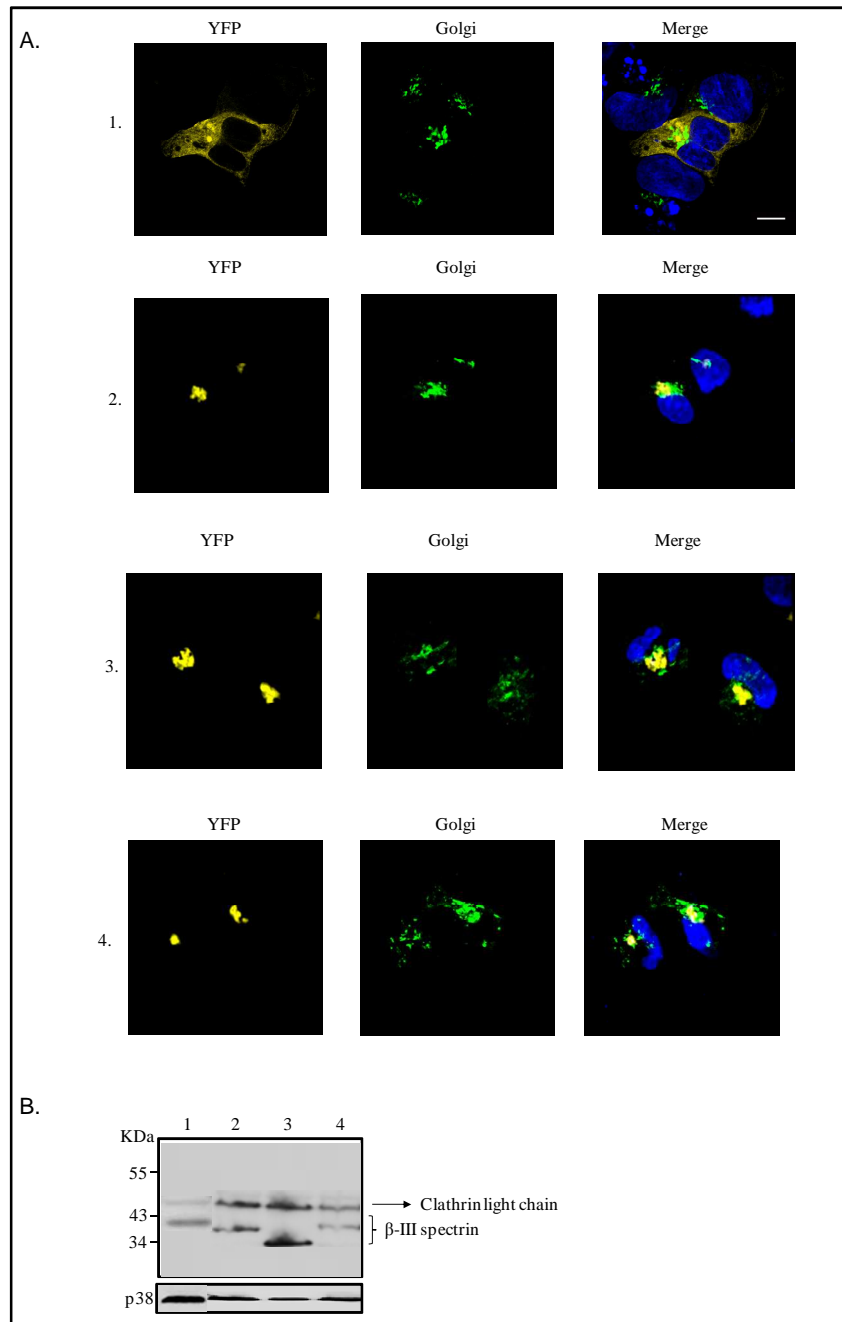 A.
YFP Golgi Merge
1.
YFP Golgi Merge
2.
YFP Golgi Merge
3.
YFP Golgi Merge
4.
B.
1 2 3 4
KDa
55
Clathrin light chain
43
β-III spectrin
34
p38